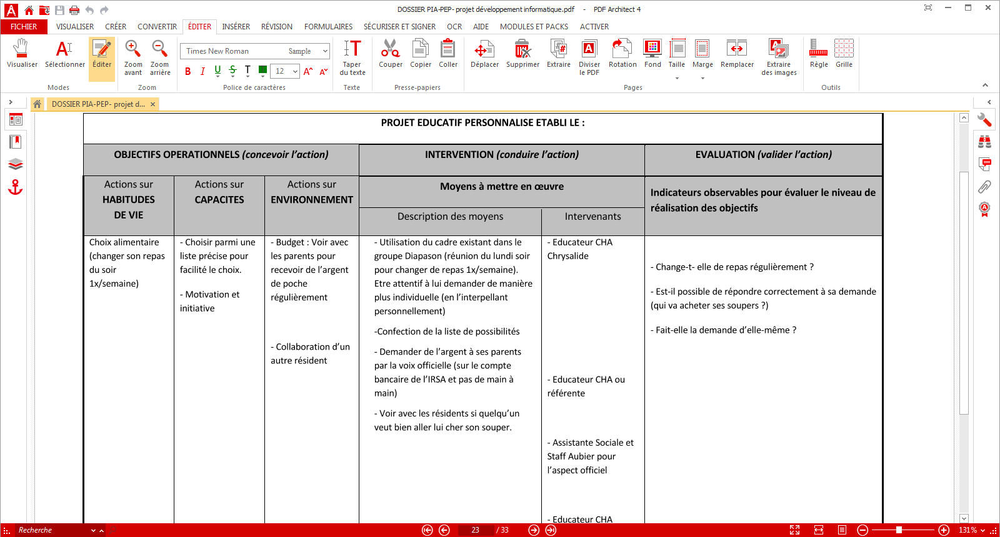 DOSSIER PIA-PEP- projet développement informatique.pdf - PDF Architect 4
FICHIER VISUALISER CRÉER CONVERTIR ÉDITER INSÉRER RÉVISION FORMULAIRES SÉCURISER ET SIGNER OCR AIDE MODULES ET PACKS ACTIVER
Visualiser Sélectionner Éditer
Modes
Zoom avant Zoom arrière
Zoom
Times New Roman Sample
B I U S T 12 A A
Police de caractères
Taper du texte
Texte
Couper Copier Coller
Presse-papiers
Déplacer Supprimer Extraire Diviser le PDF Rotation Fond Taille Marge Remplacer Extraire des images
Pages
Règle Grille
Outils
DOSSIER PIA-PEP- projet d... ×
PROJET EDUCATIF PERSONNALISE ETABLI LE :
OBJECTIFS OPERATIONNELS (concevoir l’action)
INTERVENTION (conduire l’action)
EVALUATION (valider l’action)
Actions sur
HABITUDES
DE VIE
Actions sur
CAPACITES
Actions sur
ENVIRONNEMENT
Moyens à mettre en œuvre
Description des moyens
Intervenants
Indicateurs observables pour évaluer le niveau de
réalisation des objectifs
Choix alimentaire
(changer son repas
du soir
1x/semaine)
- Choisir parmi une
liste précise pour
facilité le choix.
- Motivation et
initiative
- Budget : Voir avec
les parents pour
recevoir de l’argent
de poche
régulièrement
- Collaboration d’un
autre résident
- Utilisation du cadre existant dans le
groupe Diapason (réunion du lundi soir
pour changer de repas 1x/semaine).
Etre attentif à lui demander de manière
plus individuelle (en l’interpellant
personnellement)
-Confection de la liste de possibilités
- Demander de l’argent à ses parents
par la voix officielle (sur le compte
bancaire de l’IRSA et pas de main à
main)
- Voir avec les résidents si quelqu’un
veut bien aller lui cher son souper.
- Educateur CHA
Chrysalide
- Educateur CHA ou
référente
- Assistante Sociale et
Staff Aubier pour
l’aspect officiel
- Educateur CHA
- Change-t- elle de repas régulièrement ?
- Est-il possible de répondre correctement à sa demande
(qui va acheter ses soupers ?)
- Fait-elle la demande d’elle-même ?
Recherche 23 / 33 131%